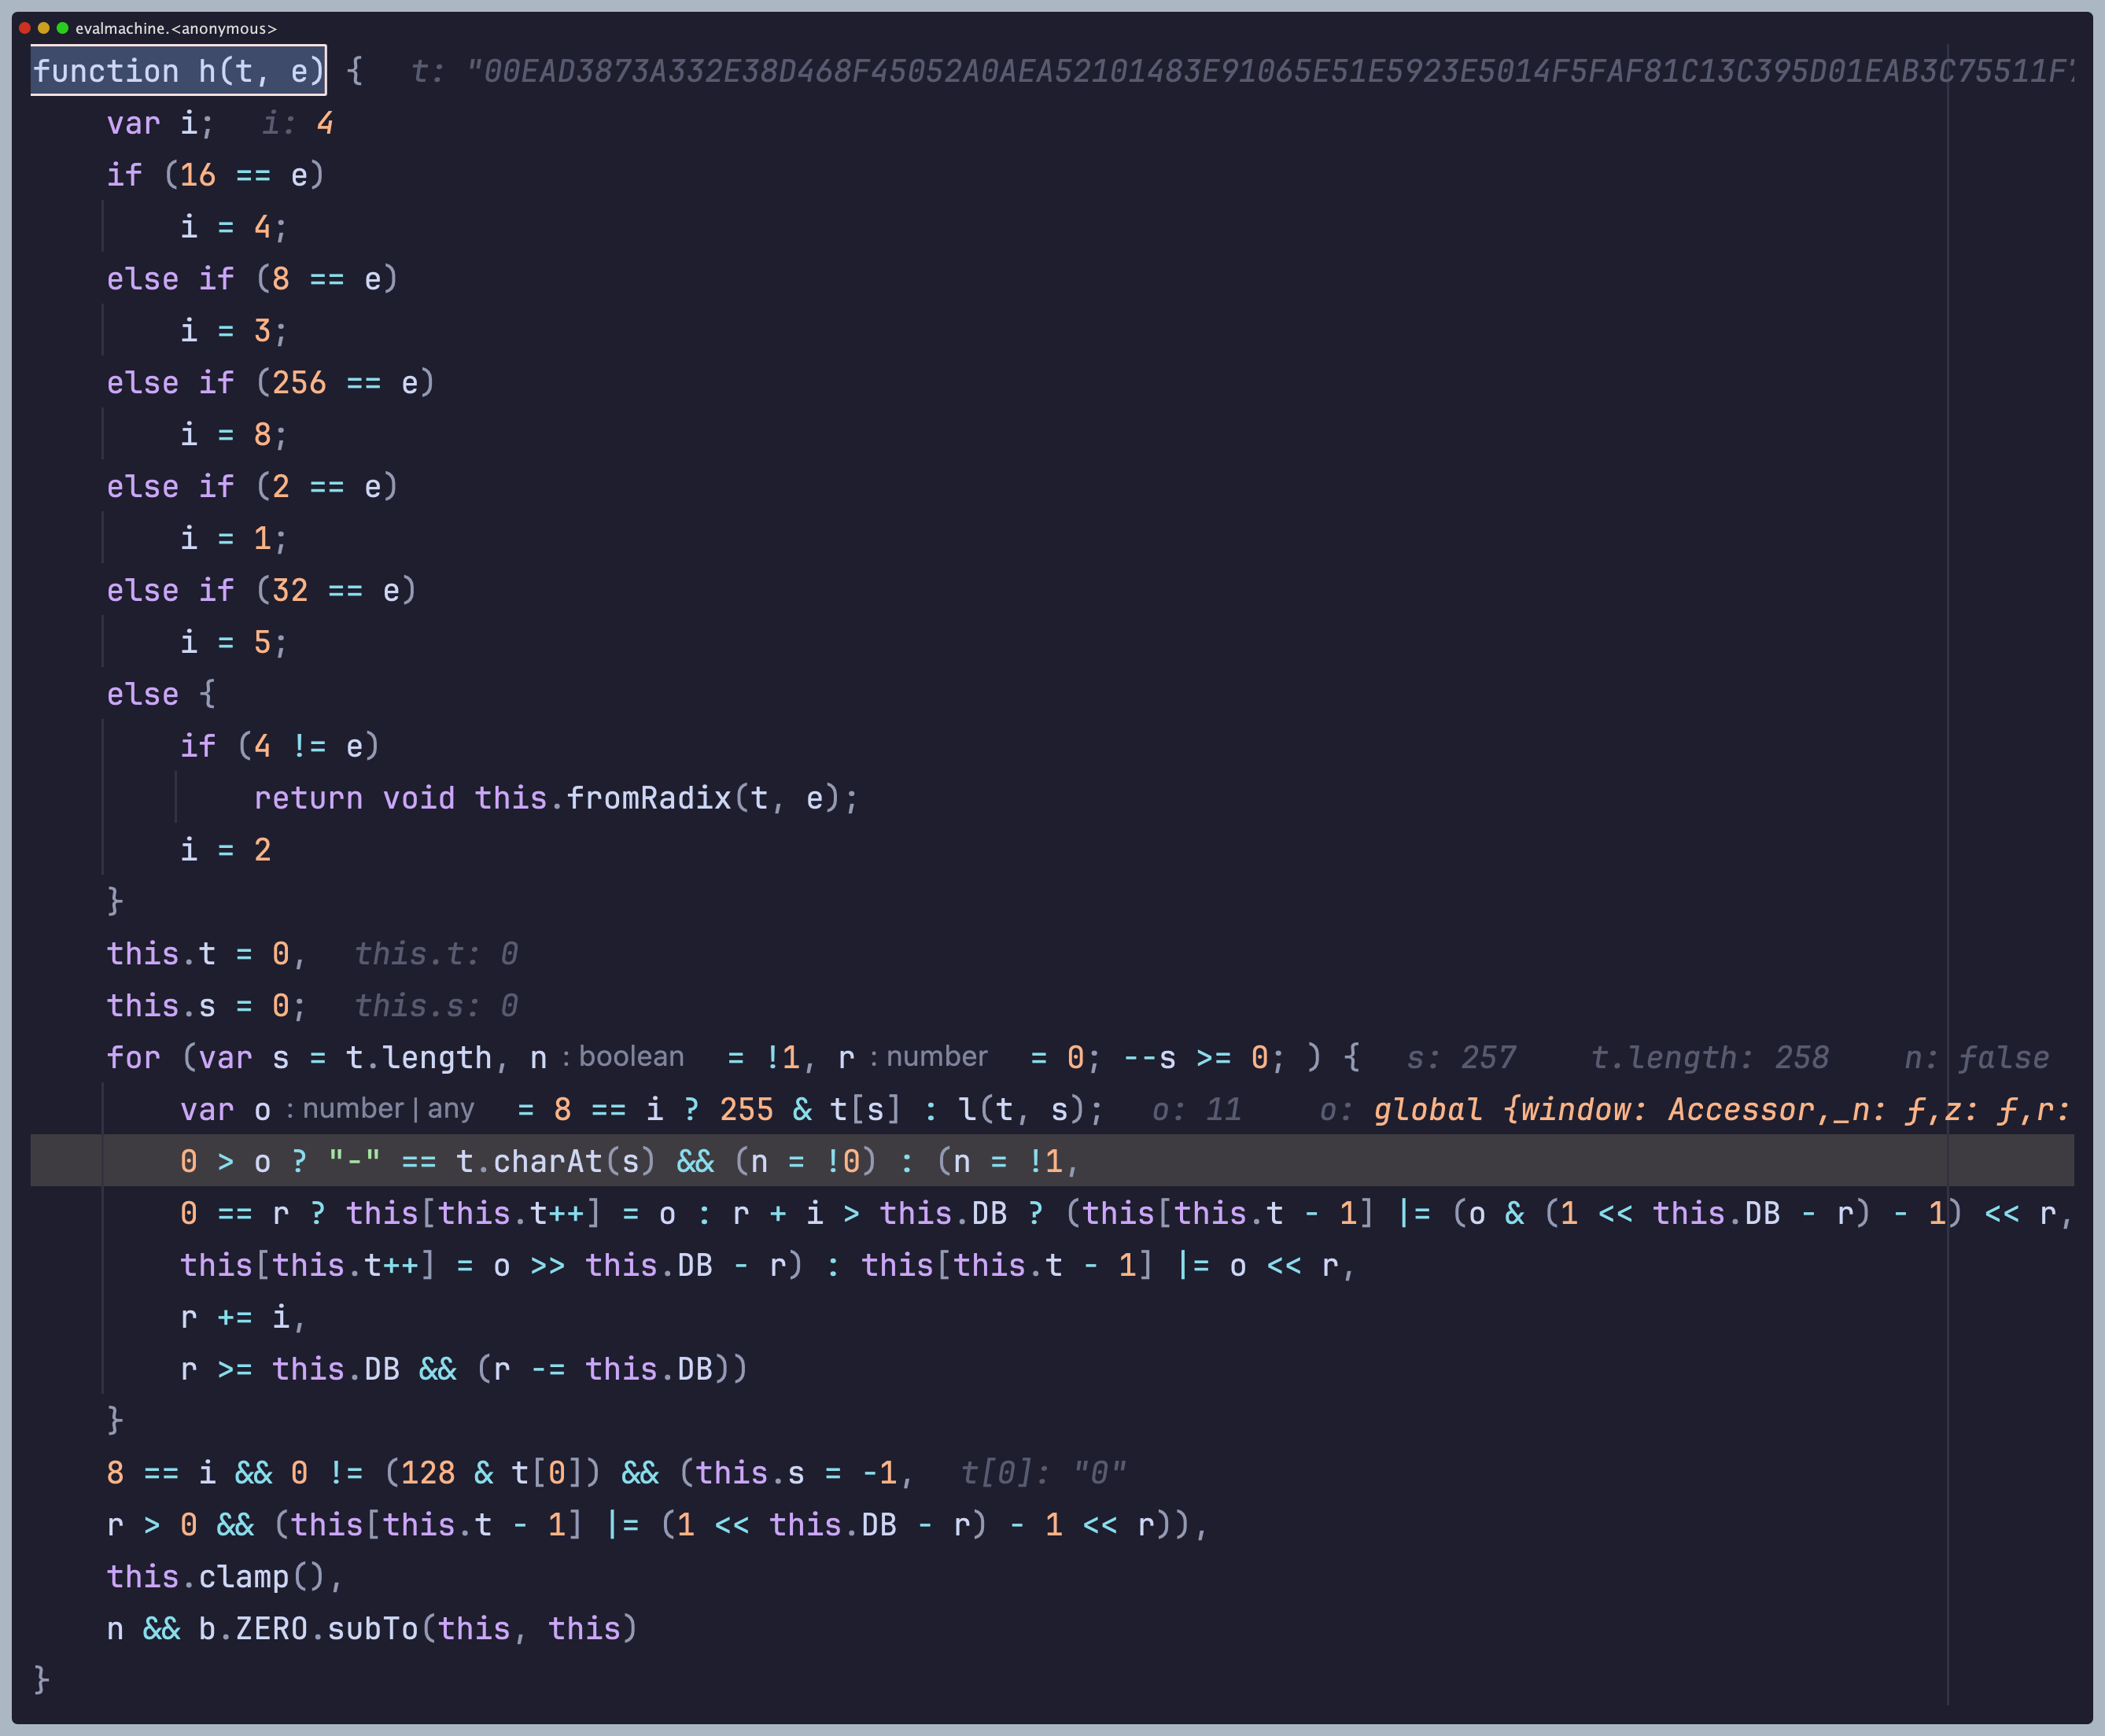 evalmachine.<anonymous>
function h(t, e) { t: "00EAD3873A332E38D468F45052A0AEA52101483E91065E51E5923E5014F5FAF81C13C395D01EAB3C75511F
var i; i: 4
if (16 == e)
i = 4;
else if (8 == e)
i = 3;
else if (256 == e)
i = 8;
else if (2 == e)
i = 1;
else if (32 == e)
i = 5;
else {
if (4 != e)
return void this.fromRadix(t, e);
i = 2
}
this.t = 0, this.t: 0
this.s = 0; this.s: 0
for (var s = t.length, n : boolean = !1, r : number = 0; --s >= 0; ) { s: 257 t.length: 258 n: false
var o : number | any = 8 == i ? 255 & t[s] : l(t, s); o: 11 o: global {window: Accessor,_n: ƒ,z: ƒ,r:
0 > o ? "-" == t.charAt(s) && (n = !0) : (n = !1,
0 == r ? this[this.t++] = o : r + i > this.DB ? (this[this.t - 1] |= (o & (1 << this.DB - r) - 1) << r,
this[this.t++] = o >> this.DB - r) : this[this.t - 1] |= o << r,
r += i,
r >= this.DB && (r -= this.DB))
}
8 == i && 0 != (128 & t[0]) && (this.s = -1, t[0]: "0"
r > 0 && (this[this.t - 1] |= (1 << this.DB - r) - 1 << r)),
this.clamp(),
n && b.ZERO.subTo(this, this)
}